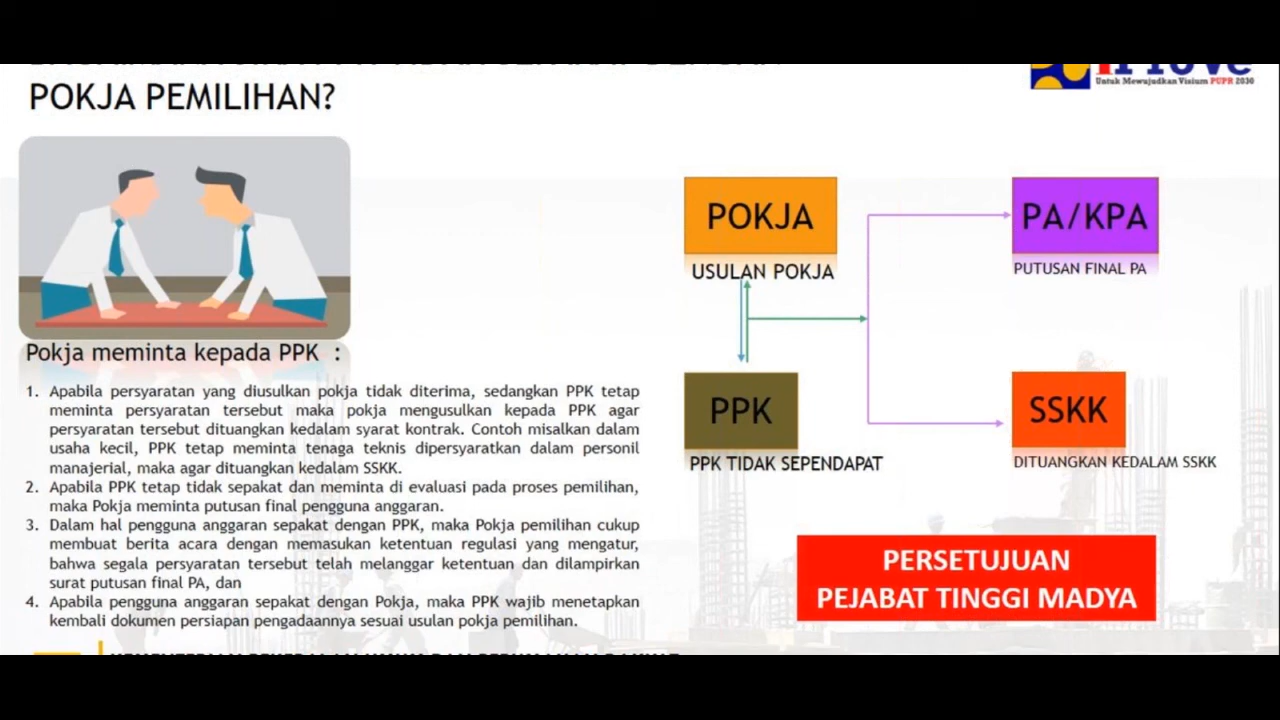 POKJA PEMILIHAN?
Untuk Mewujudkan Visium PUPR 2030
Pokja meminta kepada PPK :
1. Apabila persyaratan yang diusulkan pokja tidak diterima, sedangkan PPK tetap
meminta persyaratan tersebut maka pokja mengusulkan kepada PPK agar
persyaratan tersebut dituangkan kedalam syarat kontrak. Contoh misalkan dalam
usaha kecil, PPK tetap meminta tenaga teknis dipersyaratkan dalam personil
manajerial, maka agar dituangkan kedalam SSKK.
2. Apabila PPK tetap tidak sepakat dan meminta di evaluasi pada proses pemilihan,
maka Pokja meminta putusan final pengguna anggaran.
3. Dalam hal pengguna anggaran sepakat dengan PPK, maka Pokja pemilihan cukup
membuat berita acara dengan memasukan ketentuan regulasi yang mengatur,
bahwa segala persyaratan tersebut telah melanggar ketentuan dan dilampirkan
surat putusan final PA, dan
4. Apabila pengguna anggaran sepakat dengan Pokja, maka PPK wajib menetapkan
kembali dokumen persiapan pengadaannya sesuai usulan pokja pemilihan.
POKJA
USULAN POKJA
PA/KPA
PUTUSAN FINAL PA
PPK
PPK TIDAK SEPENDAPAT
SSKK
DITUANGKAN KEDALAM SSKK
PERSETUJUAN
PEJABAT TINGGI MADYA